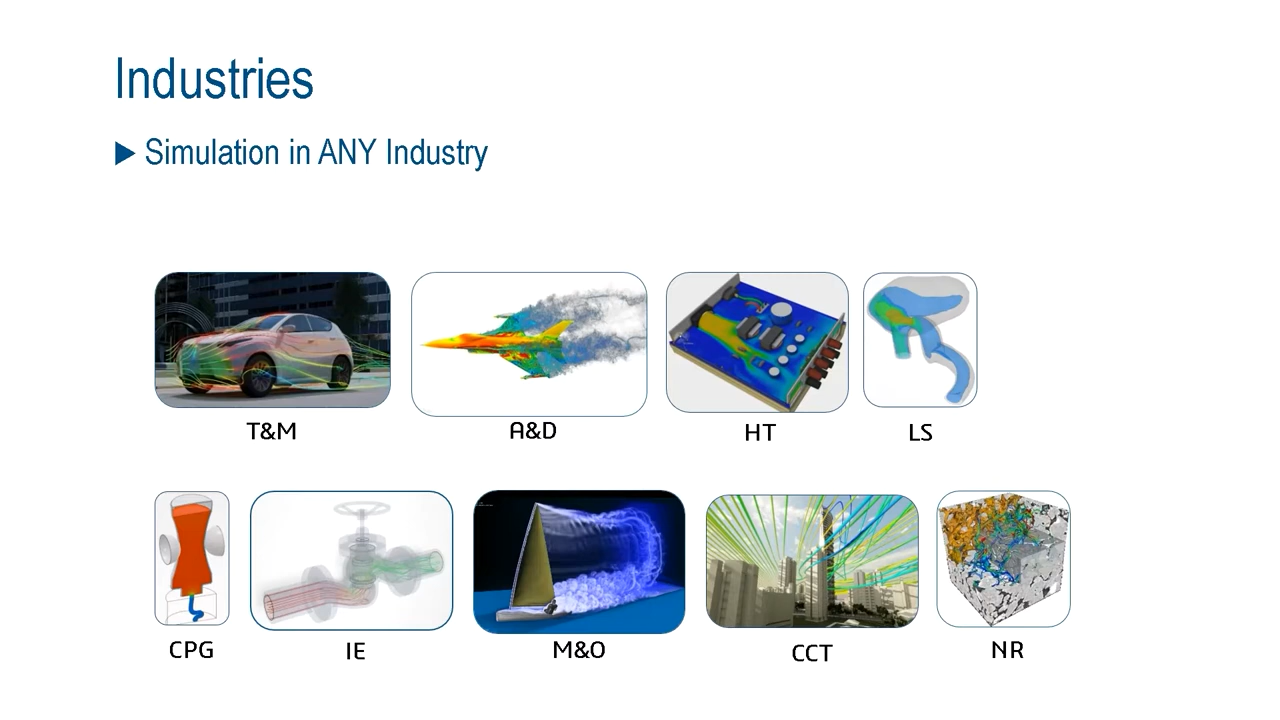 Industries
▶ Simulation in ANY Industry
T&M
A&D
HT
LS
CPG
IE
M&O
CCT
NR